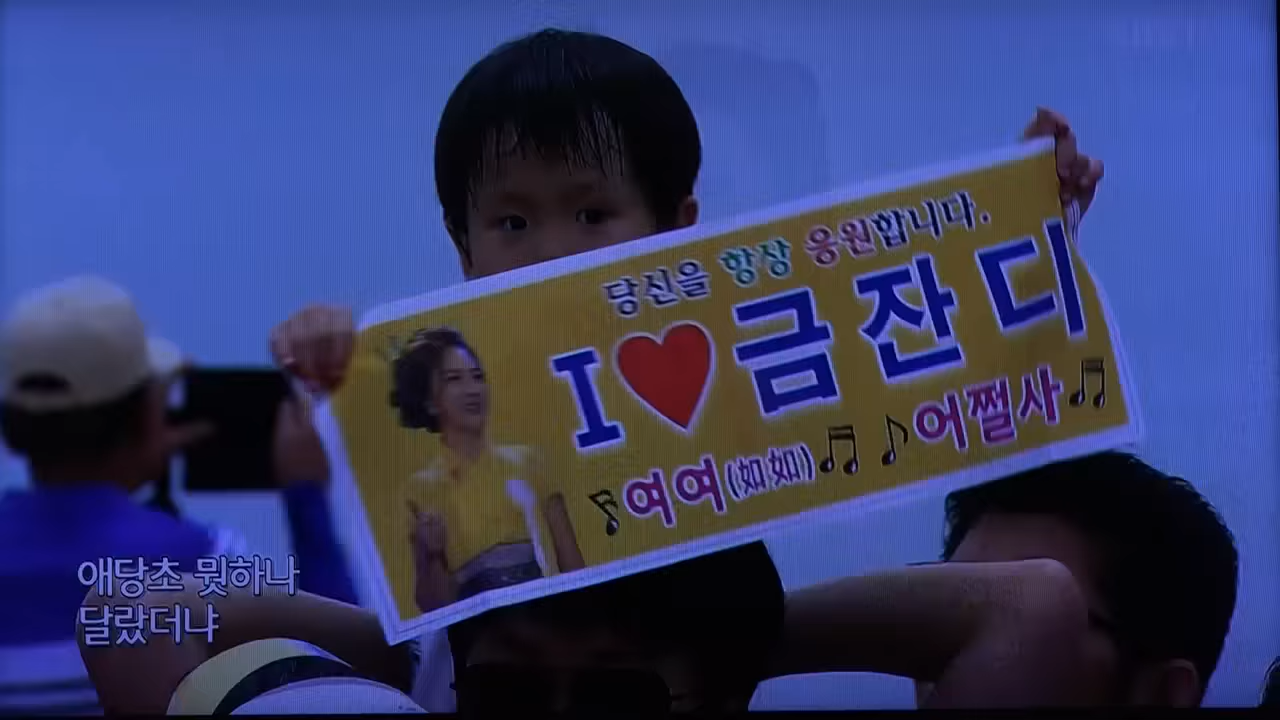 당신을 항상 응원합니다.
I ❤ 금잔디
♪여여(如如)♬ ♪어쩔사♬
애당초 뭣하나
달랐더냐